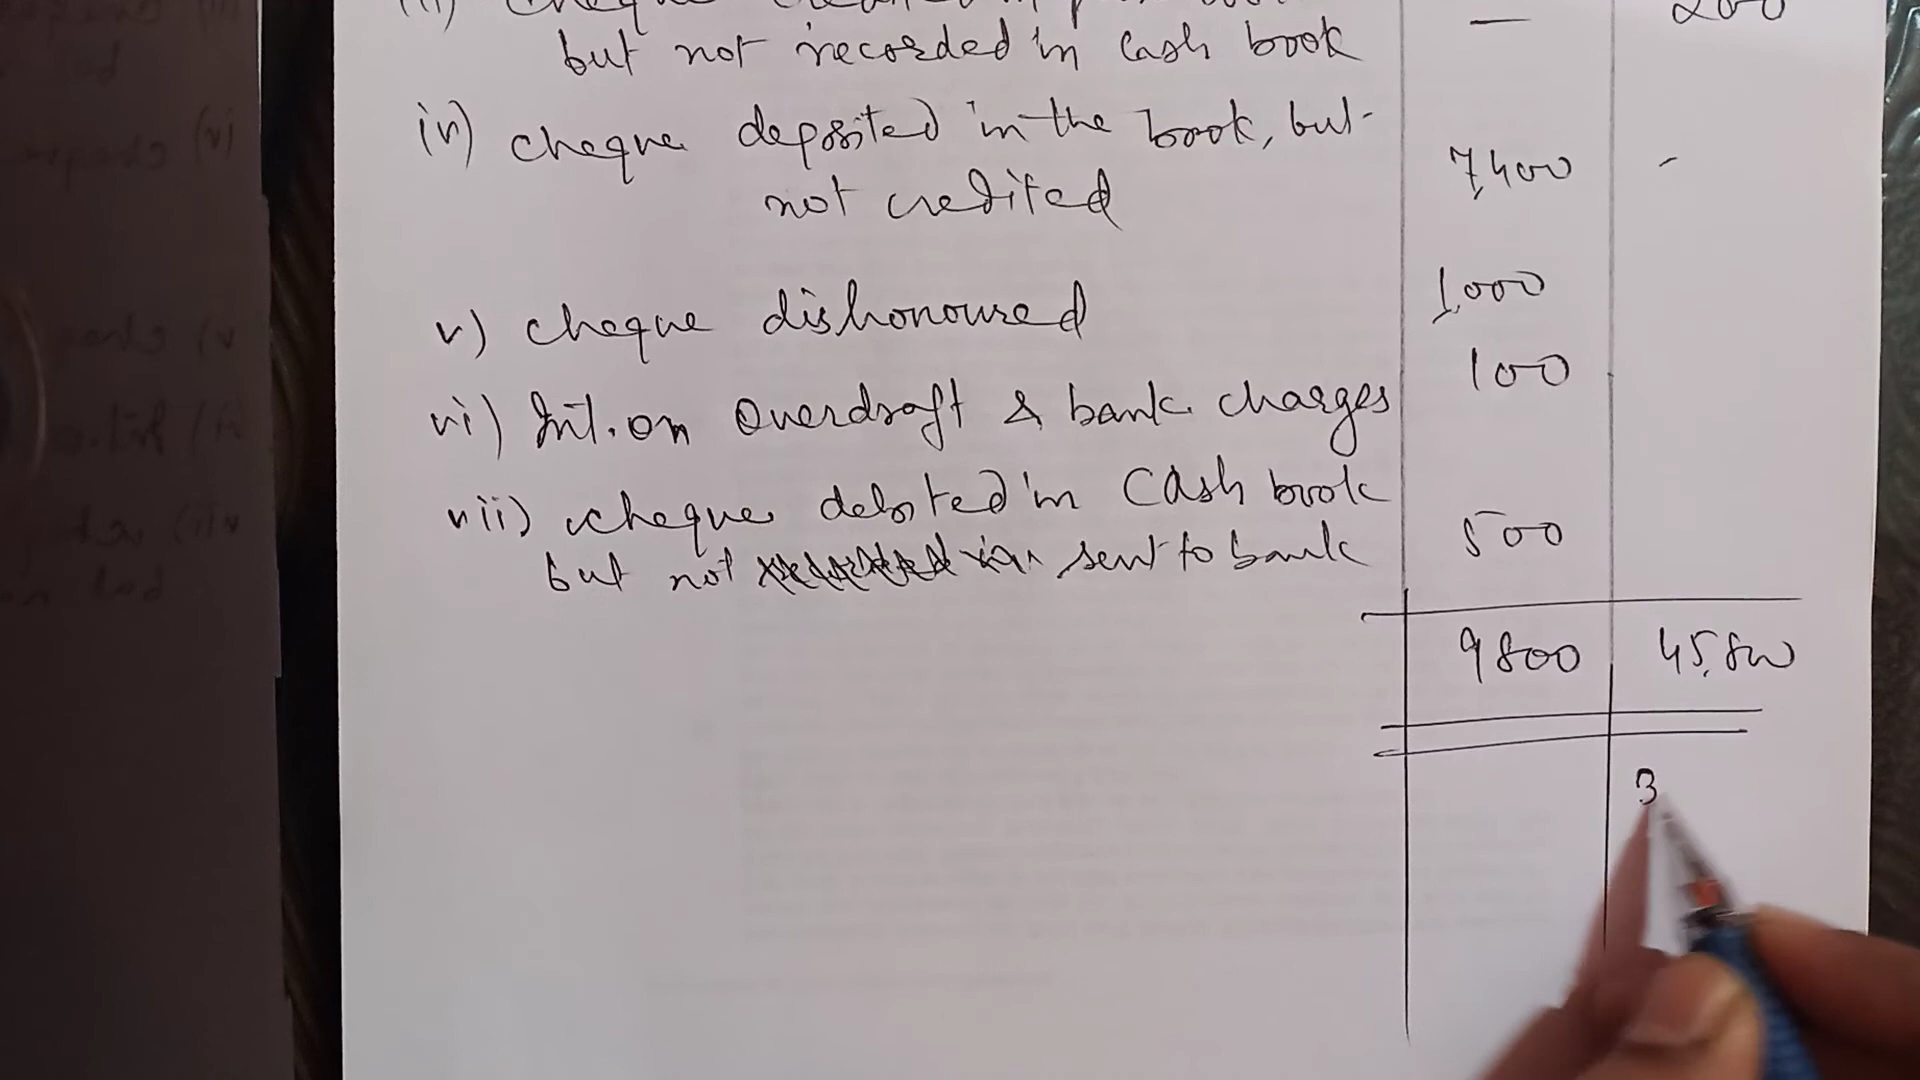 but not recorded in cash book — 200
iv) cheque deposited in the book, but 7,400 -
not credited
v) cheque dishonoured 1,000
vi) Int. on Overdraft & bank charges 100
vii) cheque debited in Cash book
but not sent to bank 500
9800 45,800
3